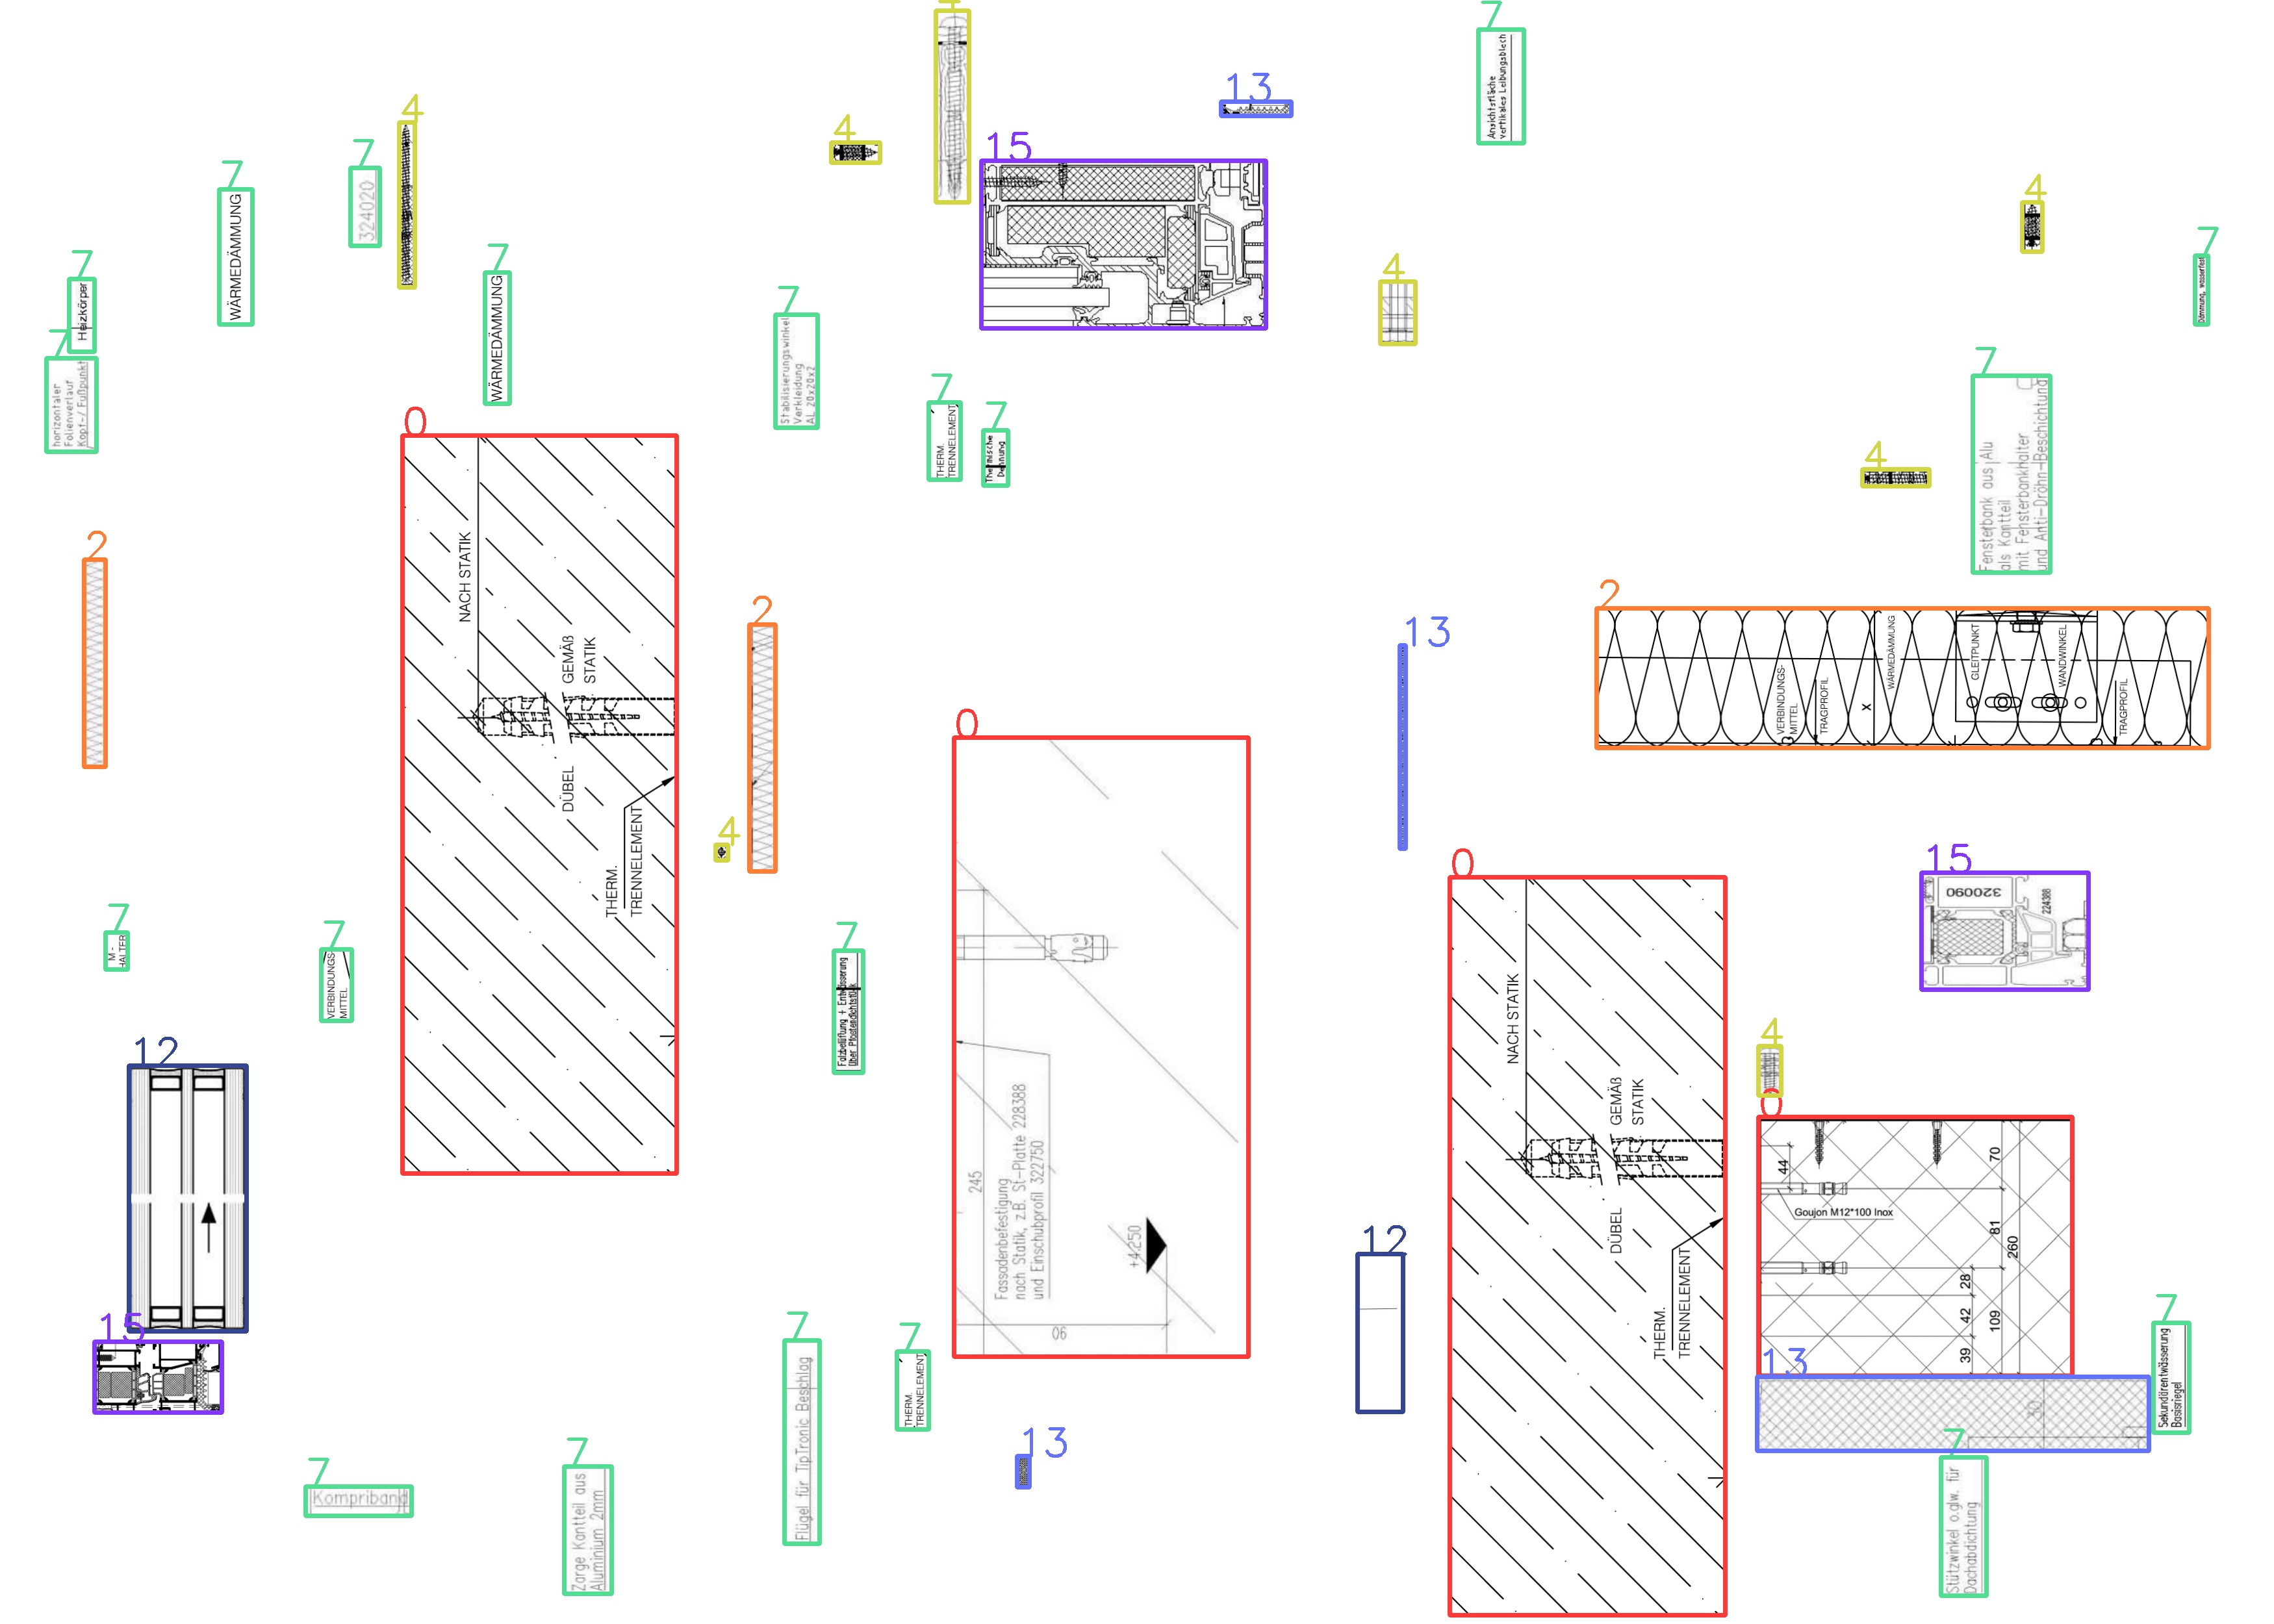 4
7
Ansichtsfläche
vertikales Leibungsblech
13
4
4
15
7
324020
7
WÄRMEDÄMMUNG
4
7
Dämmung, wasserfest
7
WÄRMEDÄMMUNG
7
Heizkörper
4
7
Stabilisierungswinkel
Verkleidung
AL 20x20x2
7
horizontaler
Folienverlauf
Kopf-/ Fußpunkt
7
Fensterbank aus Alu
als Kantteil
mit Fensterbankhalter
und Anti-Dröhn-Beschichtung
7
THERM.
TRENNELEMENT
7
Thermische
Dehnung
4
0
NACH STATIK
GEMÄß
STATIK
DÜBEL
THERM.
TRENNELEMENT
2
2
13
2
VERBINDUNGS-
MITTEL
TRAGPROFIL
X
WÄRMEDÄMMUNG
GLEITPUNKT
WANDWINKEL
TRAGPROFIL
4
0
245
Fassadenbefestigung
nach Statik, z.B. St-Platte 228388
und Einschubprofil 322750
+4.250
90
0
NACH STATIK
GEMÄß
STATIK
DÜBEL
THERM.
TRENNELEMENT
15
320090
224388
7
M -
HALTER
7
VERBINDUNGS-
MITTEL
7
Falzbelüftung + Entwässerung
über Pfostendichtstück
12
4
0
44
70
Goujon M12*100 Inox
81
260
28
42
109
39
12
13
7
Sekundärentwässerung
Basisriegel
15
7
Flügel für TipTronic Beschlag
7
THERM.
TRENNELEMENT
13
7
Kompriband
7
Zarge Kantteil aus
Aluminium 2mm
7
Stützwinkel o.glw. für
Dachabdichtung